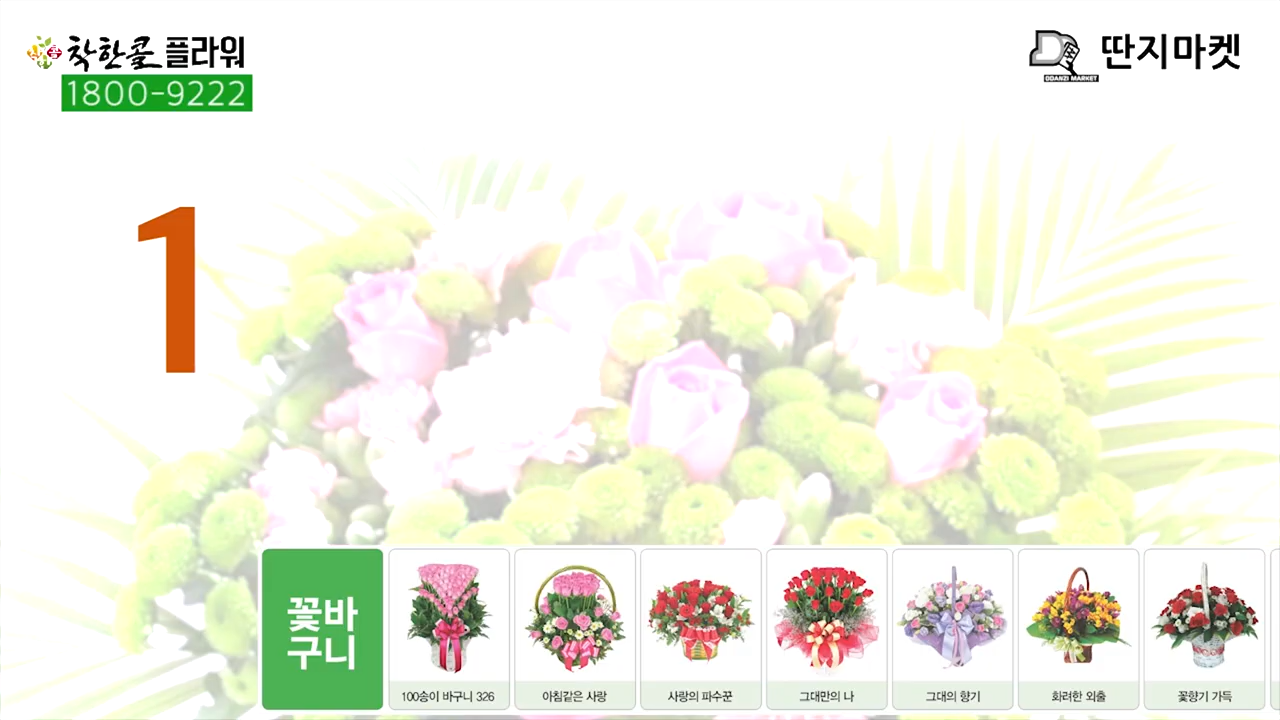 착한콜 플라워
1800-9222
DDANZI MARKET
딴지마켓
1
꽃바
구니
100송이 바구니 326
아침같은 사랑
사랑의 파수꾼
그대만의 나
그대의 향기
화려한 외출
꽃향기 가득